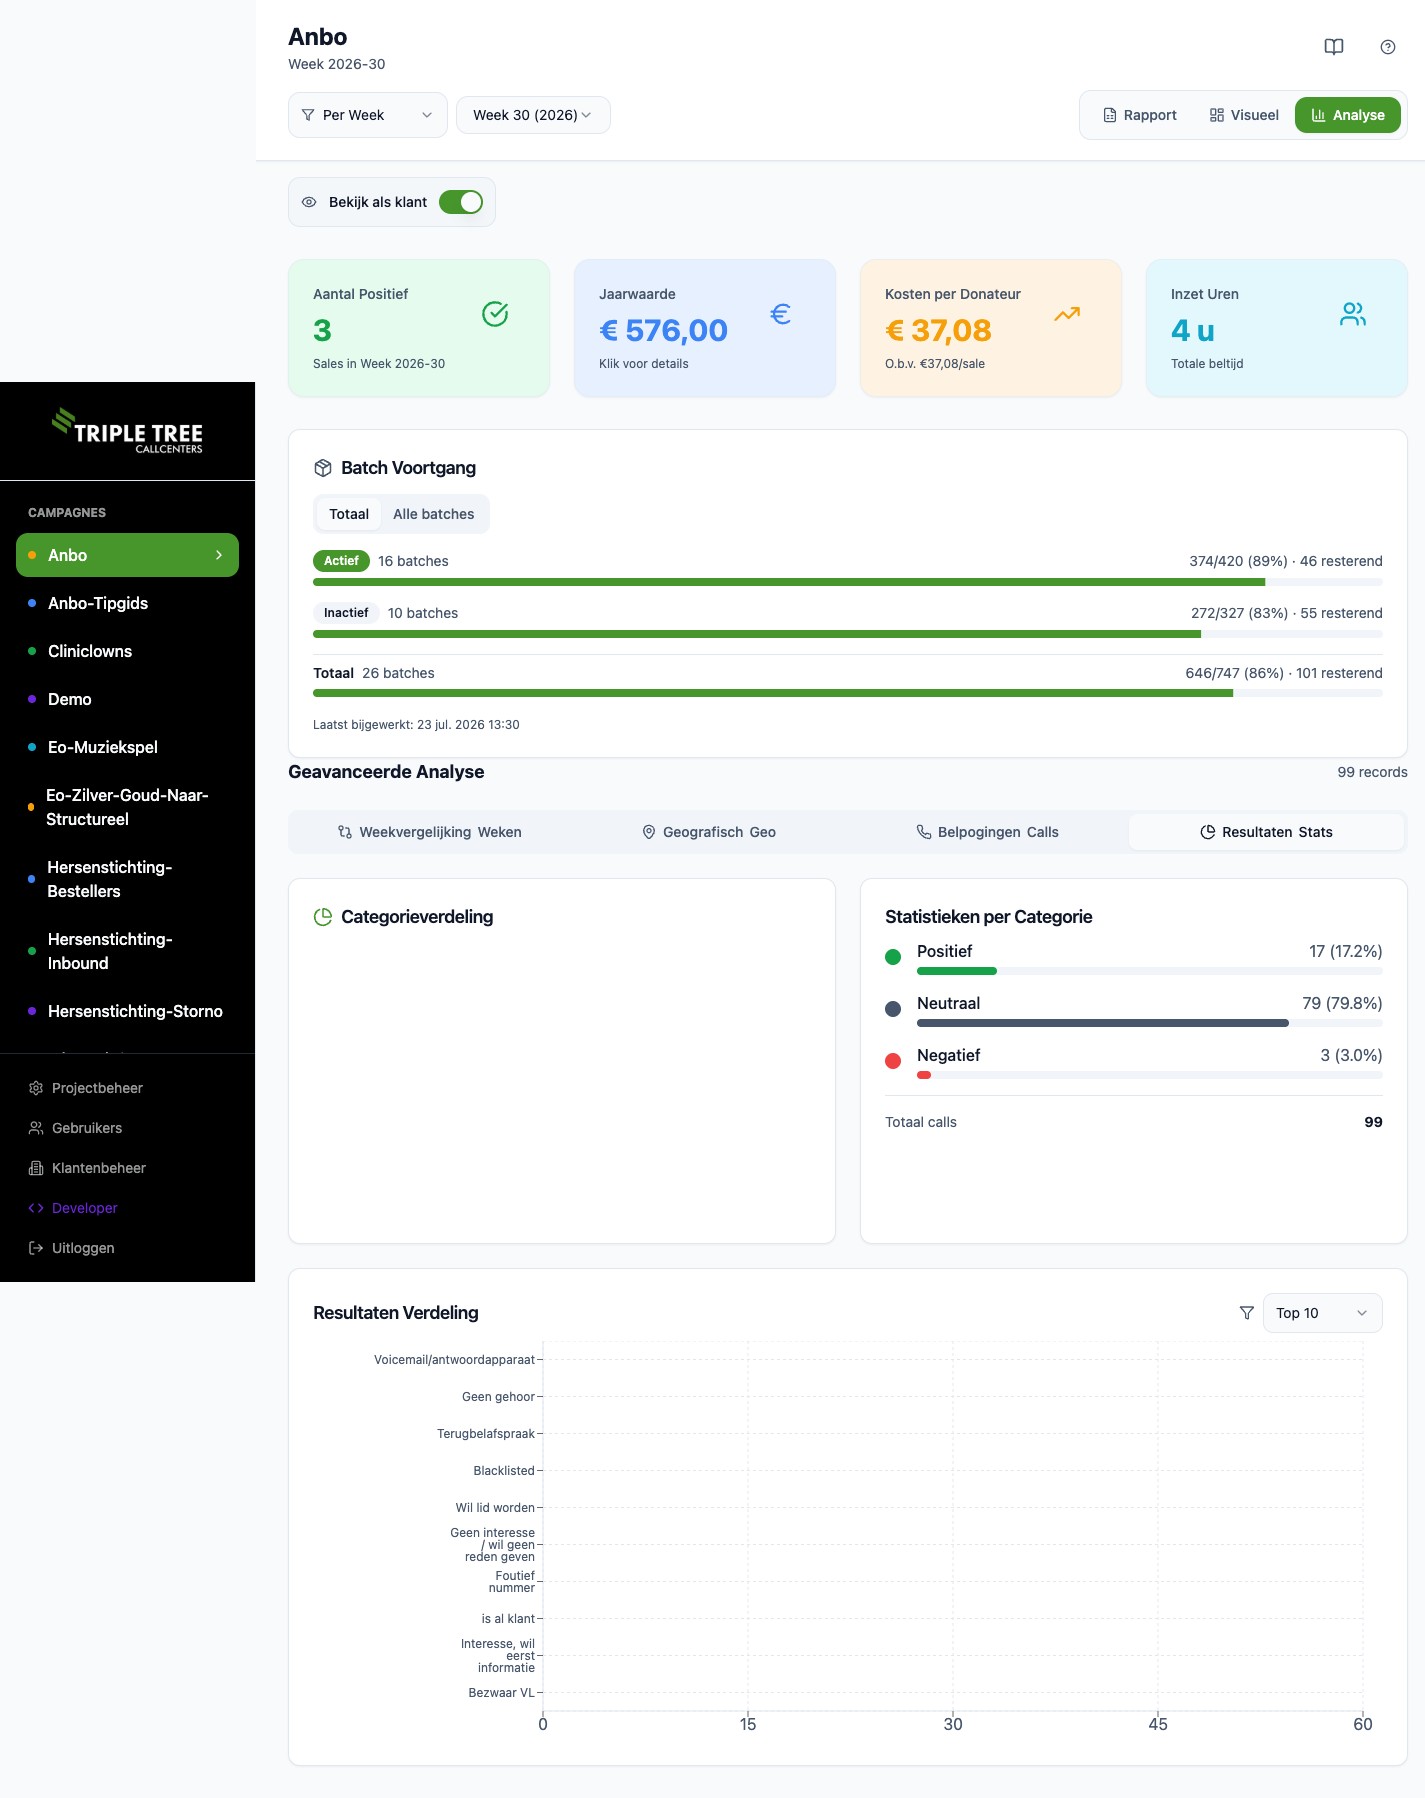 Anbo
Week 2026-30
Per Week
Week 30 (2026)
Rapport
Visueel
Analyse
Bekijk als klant
Aantal Positief
3
Sales in Week 2026-30
Jaarwaarde
€ 576,00
Klik voor details
Kosten per Donateur
€ 37,08
O.b.v. €37,08/sale
Inzet Uren
4 u
Totale beltijd
TRIPLE TREE
CALLCENTERS
CAMPAGNES
Anbo
Anbo-Tipgids
Cliniclowns
Demo
Eo-Muziekspel
Eo-Zilver-Goud-Naar-
Structureel
Hersenstichting-
Bestellers
Hersenstichting-
Inbound
Hersenstichting-Storno
Projectbeheer
Gebruikers
Klantenbeheer
Developer
Uitloggen
Batch Voortgang
Totaal
Alle batches
Actief 16 batches 374/420 (89%) · 46 resterend
Inactief 10 batches 272/327 (83%) · 55 resterend
Totaal 26 batches 646/747 (86%) · 101 resterend
Laatst bijgewerkt: 23 jul. 2026 13:30
Geavanceerde Analyse
99 records
Weekvergelijking Weken
Geografisch Geo
Belpogingen Calls
Resultaten Stats
Categorieverdeling
Statistieken per Categorie
Positief 17 (17.2%)
Neutraal 79 (79.8%)
Negatief 3 (3.0%)
Totaal calls 99
Resultaten Verdeling
Top 10
Voicemail/antwoordapparaat
Geen gehoor
Terugbelafspraak
Blacklisted
Wil lid worden
Geen interesse
/ wil geen
reden geven
Foutief
nummer
is al klant
Interesse, wil
eerst
informatie
Bezwaar VL
0 15 30 45 60